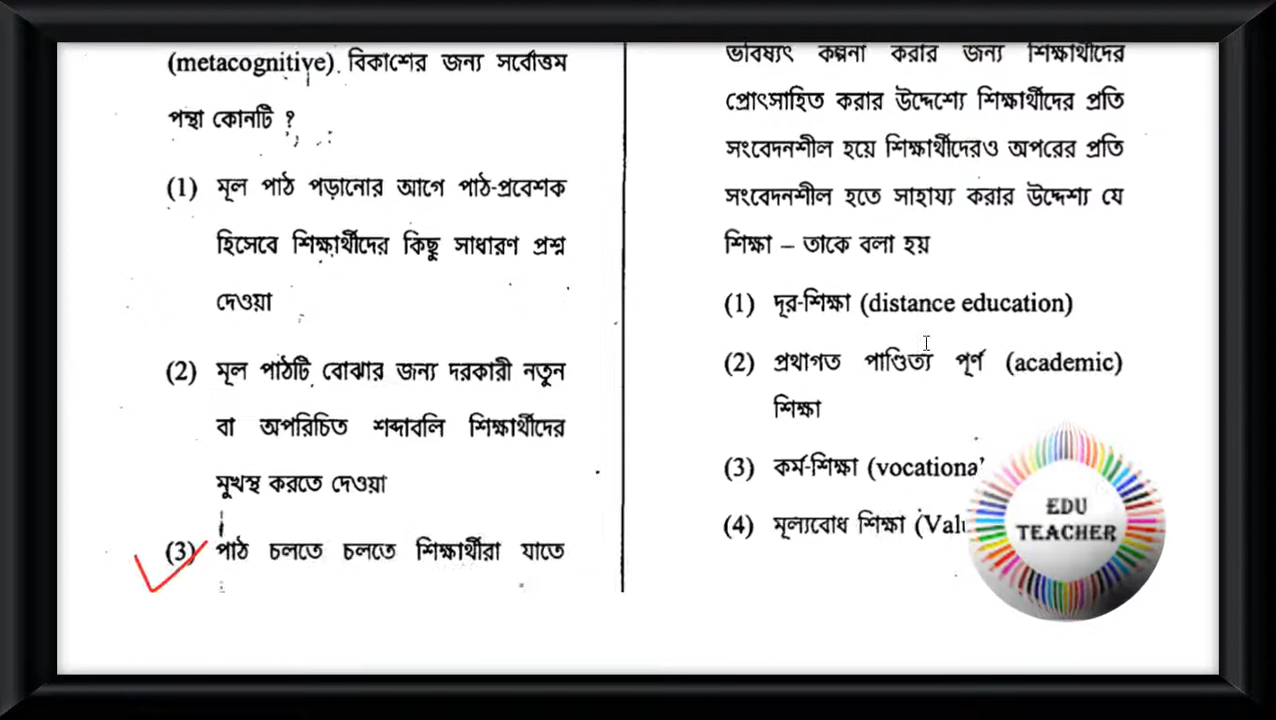 (metacognitive) বিকাশের জন্য সর্বোত্তম
পন্থা কোনটি ?
(1) মূল পাঠ পড়ানোর আগে পাঠ-প্রবেশক
হিসেবে শিক্ষার্থীদের কিছু সাধারণ প্রশ্ন
দেওয়া
(2) মূল পাঠটি বোঝার জন্য দরকারী নতুন
বা অপরিচিত শব্দাবলি শিক্ষার্থীদের
মুখস্থ করতে দেওয়া
(3) পাঠ চলতে চলতে শিক্ষার্থীরা যাতে
ভবিষ্যৎ কল্পনা করার জন্য শিক্ষার্থীদের
প্রোৎসাহিত করার উদ্দেশ্যে শিক্ষার্থীদের প্রতি
সংবেদনশীল হয়ে শিক্ষার্থীদেরও অপরের প্রতি
সংবেদনশীল হতে সাহায্য করার উদ্দেশ্য যে
শিক্ষা – তাকে বলা হয়
(1) দূর-শিক্ষা (distance education)
(2) প্রথাগত পাণ্ডিত্য পূর্ণ (academic)
শিক্ষা
(3) কর্ম-শিক্ষা (vocational
(4) মূল্যবোধ শিক্ষা (Valu
EDU
TEACHER